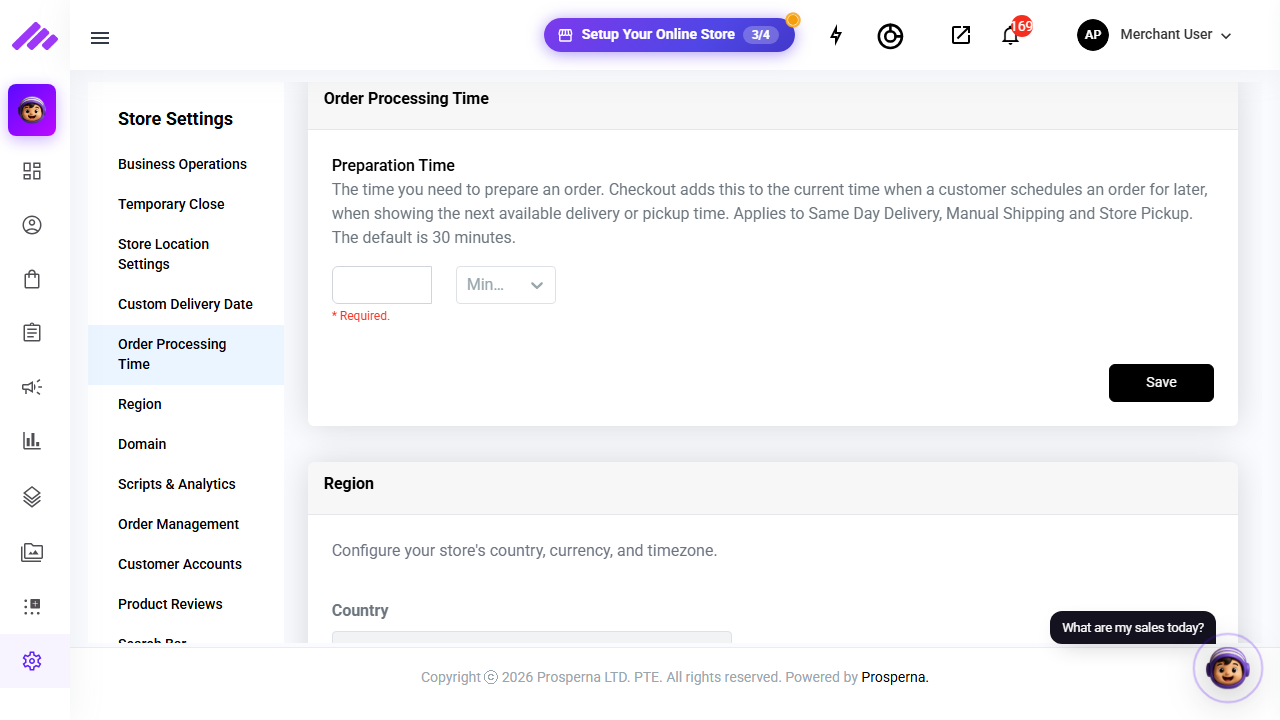 Setup Your Online Store 3/4
169
AP Merchant User
Store Settings
Business Operations
Temporary Close
Store Location
Settings
Custom Delivery Date
Order Processing
Time
Region
Domain
Scripts & Analytics
Order Management
Customer Accounts
Product Reviews
Search Bar
Order Processing Time
Preparation Time
The time you need to prepare an order. Checkout adds this to the current time when a customer schedules an order for later,
when showing the next available delivery or pickup time. Applies to Same Day Delivery, Manual Shipping and Store Pickup.
The default is 30 minutes.
Min...
* Required.
Save
Region
Configure your store's country, currency, and timezone.
Country
What are my sales today?
Copyright © 2026 Prosperna LTD. PTE. All rights reserved. Powered by Prosperna.